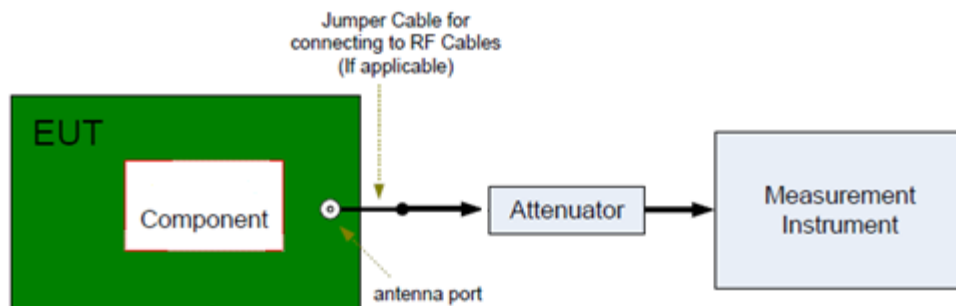 Jumper Cable for
connecting to RF Cables
(If applicable)
EUT
Component
Attenuator
Measurement
Instrument
antenna port